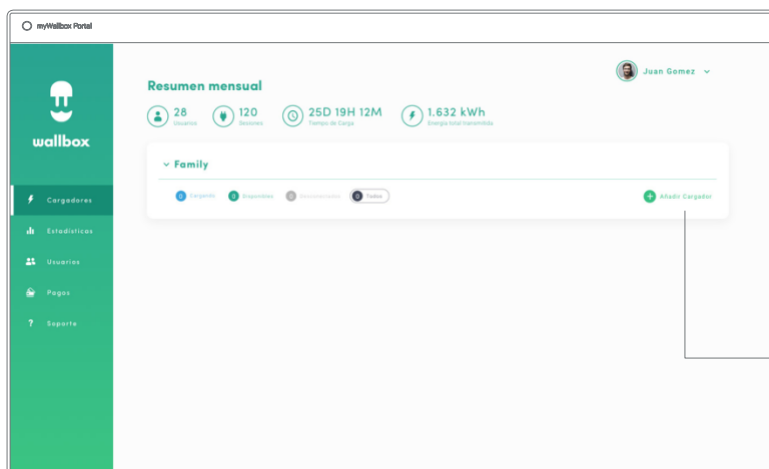 myWallbox Portal
Juan Gomez
Resumen mensual
28
Usuarios
120
Sesiones
25D 19H 12M
Tiempo de Carga
1.632 kWh
Energía total transmitida
wallbox
Family
0 Cargando
0 Disponibles
0 Desconectados
0 Todos
+ Añadir Cargador
Cargadores
Estadísticas
Usuarios
Pagos
? Soporte